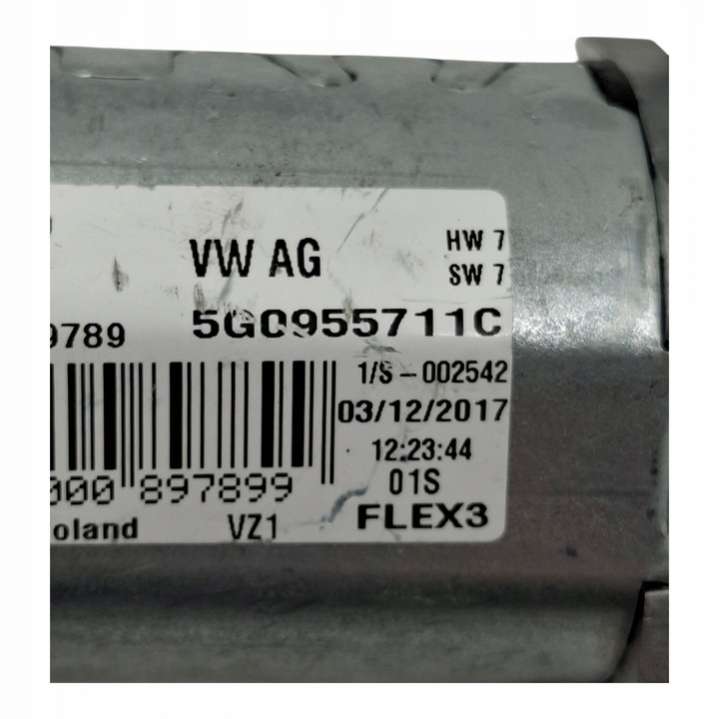 VW AG
HW 7
SW 7
9789
5G0955711C
1/S-002542
03/12/2017
12:23:44
000 897899
01S
oland
VZ1
FLEX3